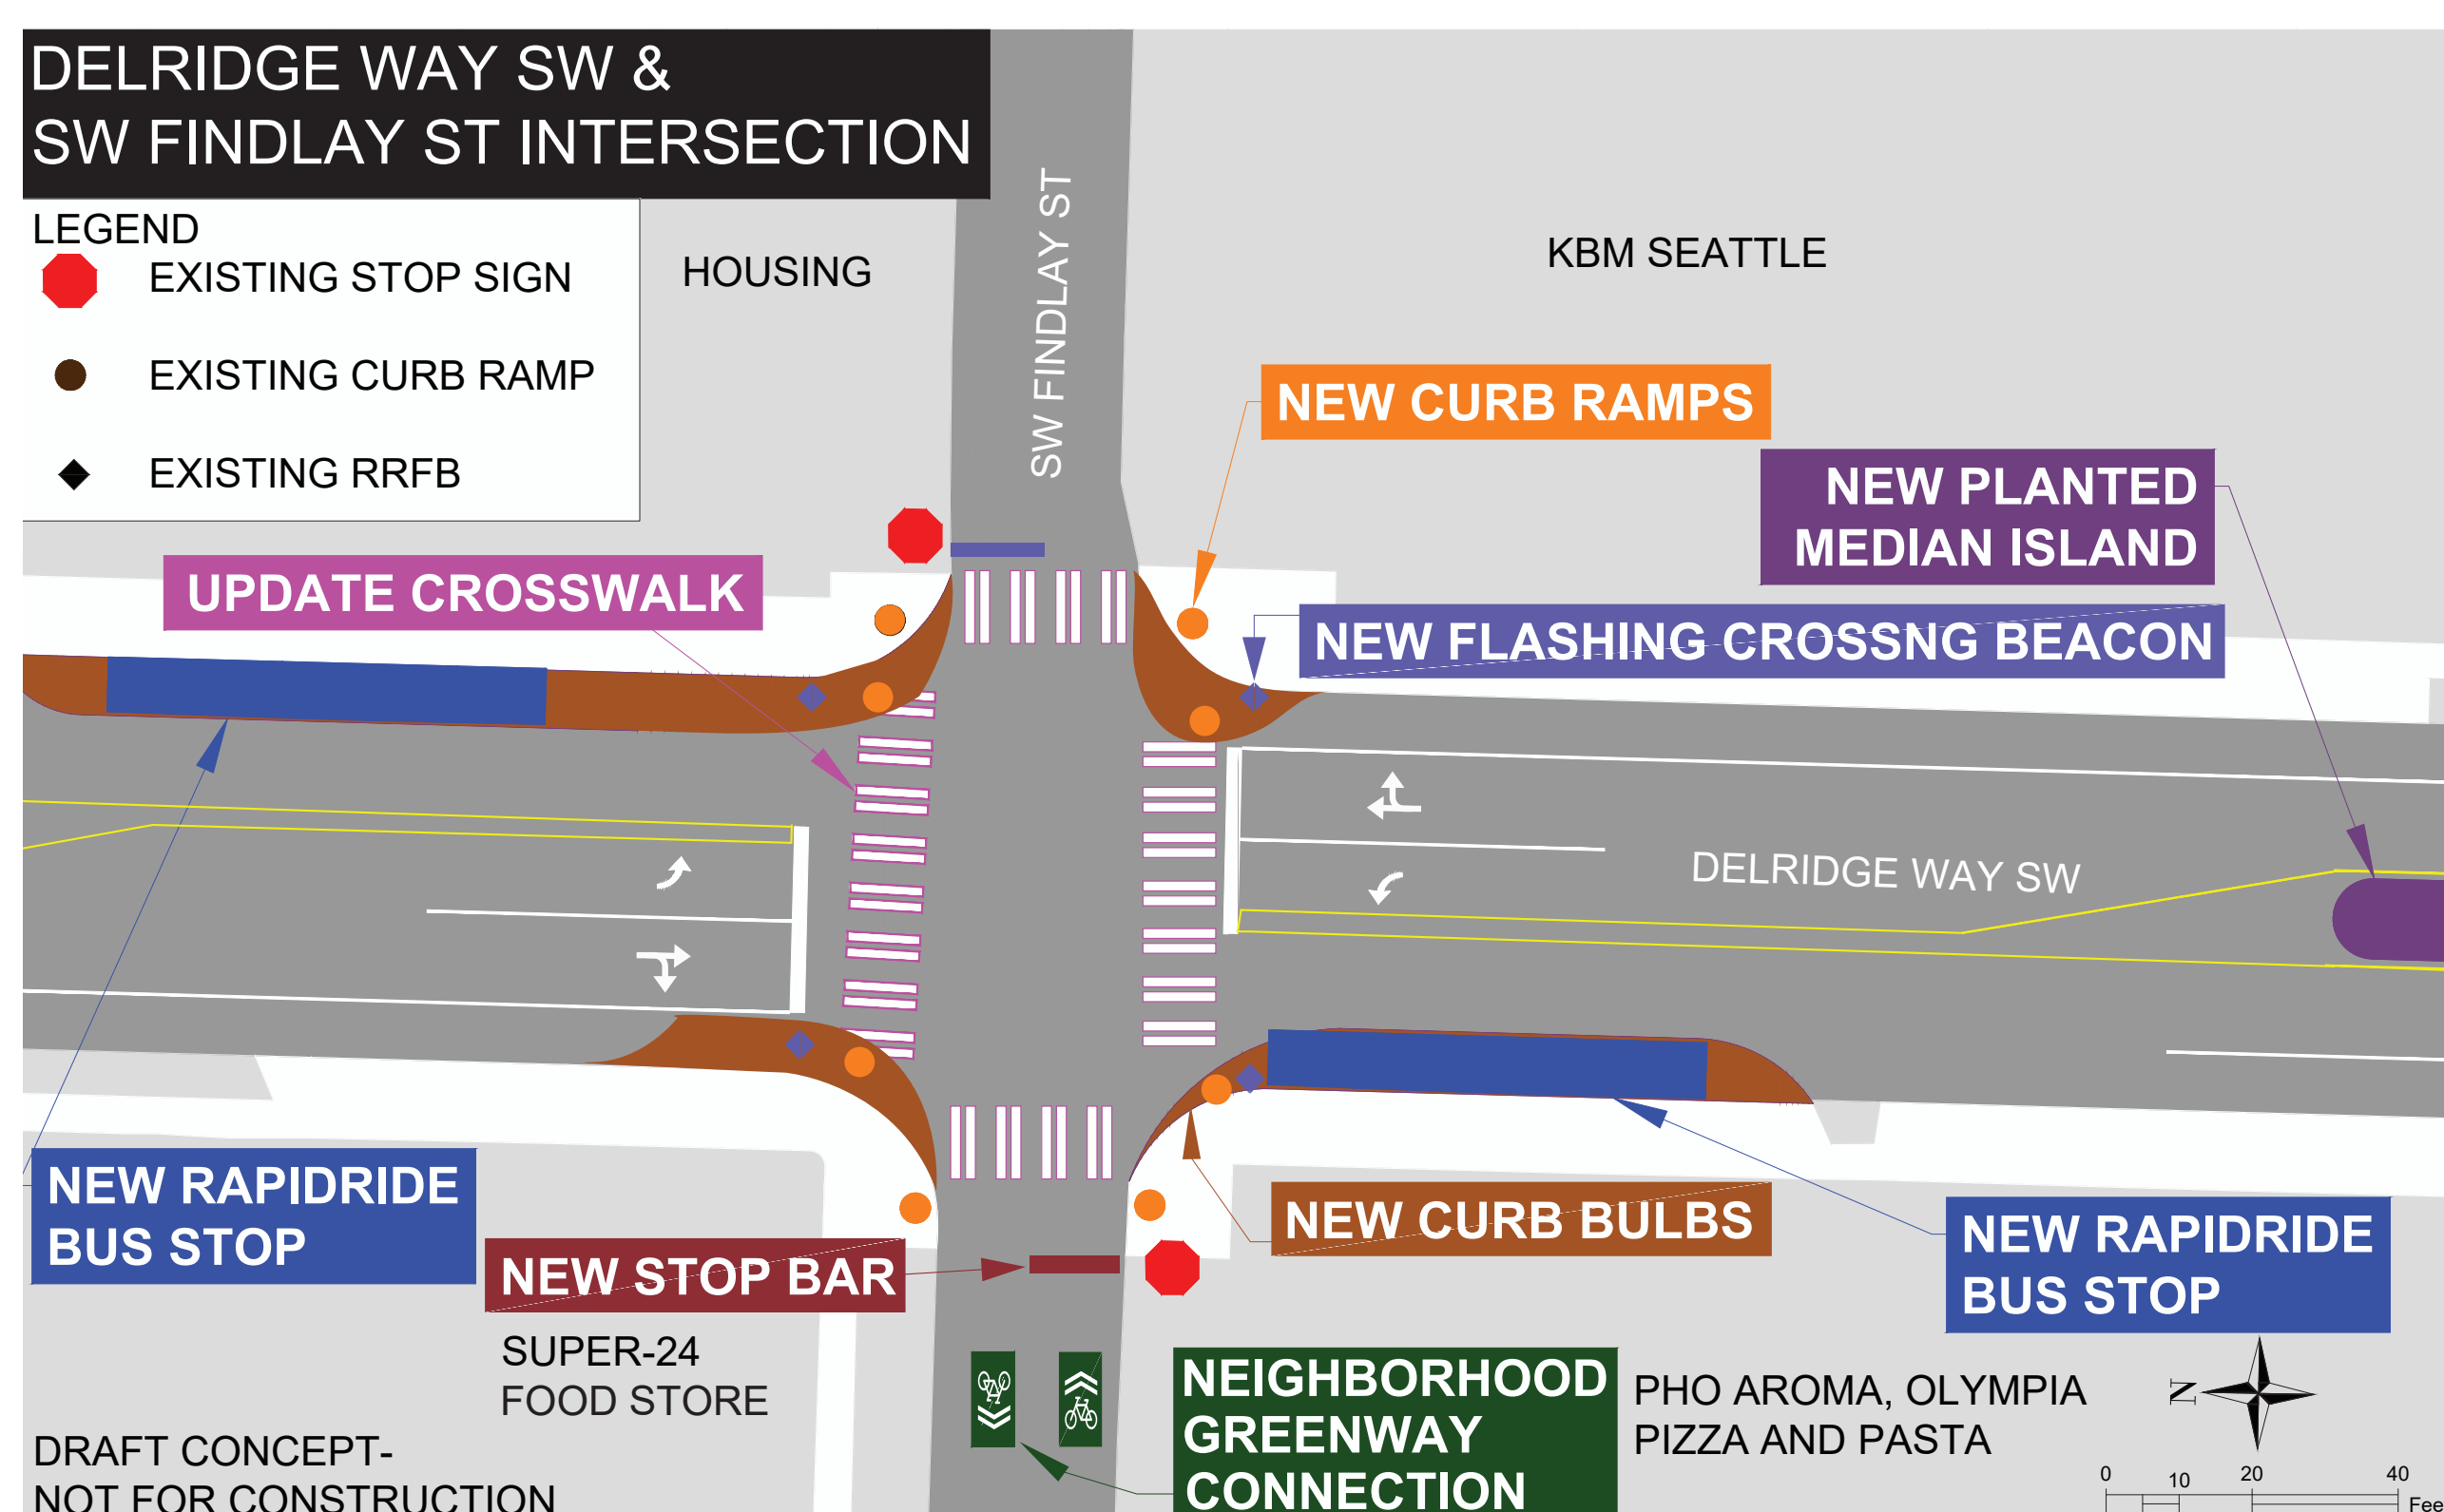 DELRIDGE WAY SW &
SW FINDLAY ST INTERSECTION
LEGEND
EXISTING STOP SIGN
EXISTING CURB RAMP
EXISTING RRFB
HOUSING
SW FINDLAY ST
KBM SEATTLE
NEW CURB RAMPS
NEW PLANTED
MEDIAN ISLAND
UPDATE CROSSWALK
NEW FLASHING CROSSNG BEACON
DELRIDGE WAY SW
NEW RAPIDRIDE
BUS STOP
NEW STOP BAR
NEW CURB BULBS
NEW RAPIDRIDE
BUS STOP
SUPER-24
FOOD STORE
NEIGHBORHOOD
GREENWAY
CONNECTION
PHO AROMA, OLYMPIA
PIZZA AND PASTA
N
DRAFT CONCEPT-
NOT FOR CONSTRUCTION
0 10 20 40
Fee